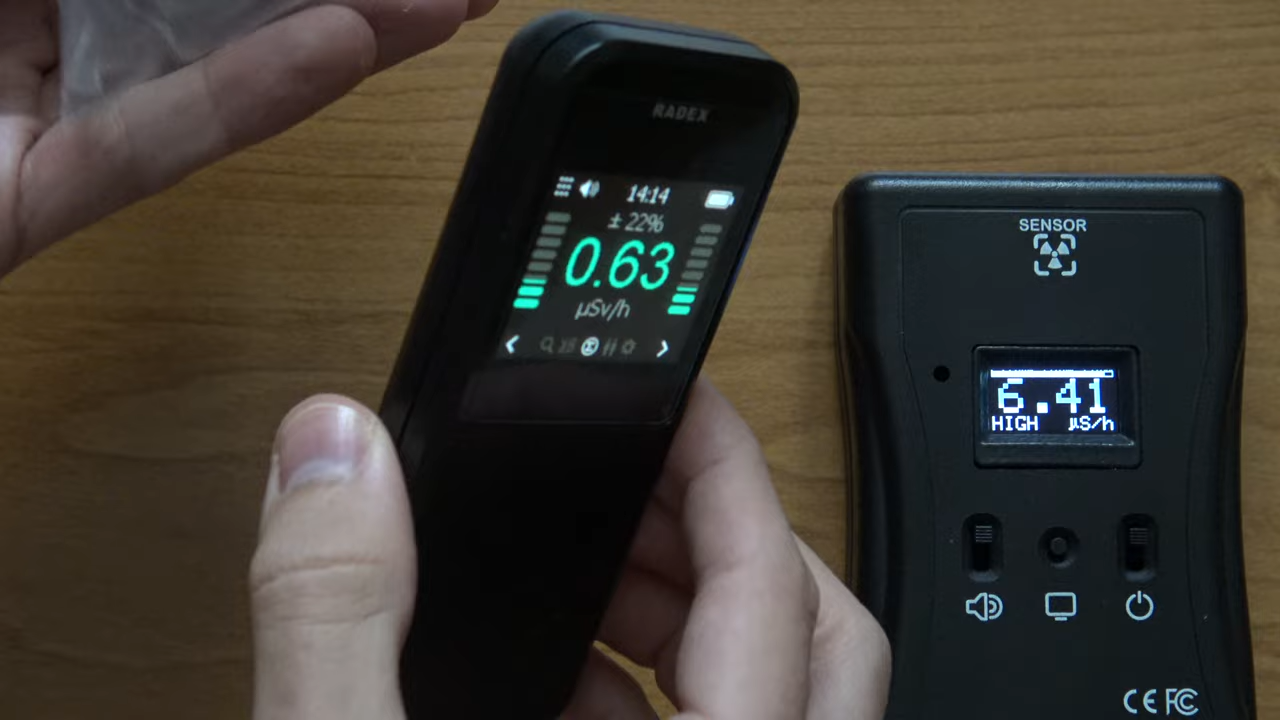 RADEX
14:14
± 22%
0.63
µSv/h
SENSOR
6.41
HIGH µS/h
CE FC